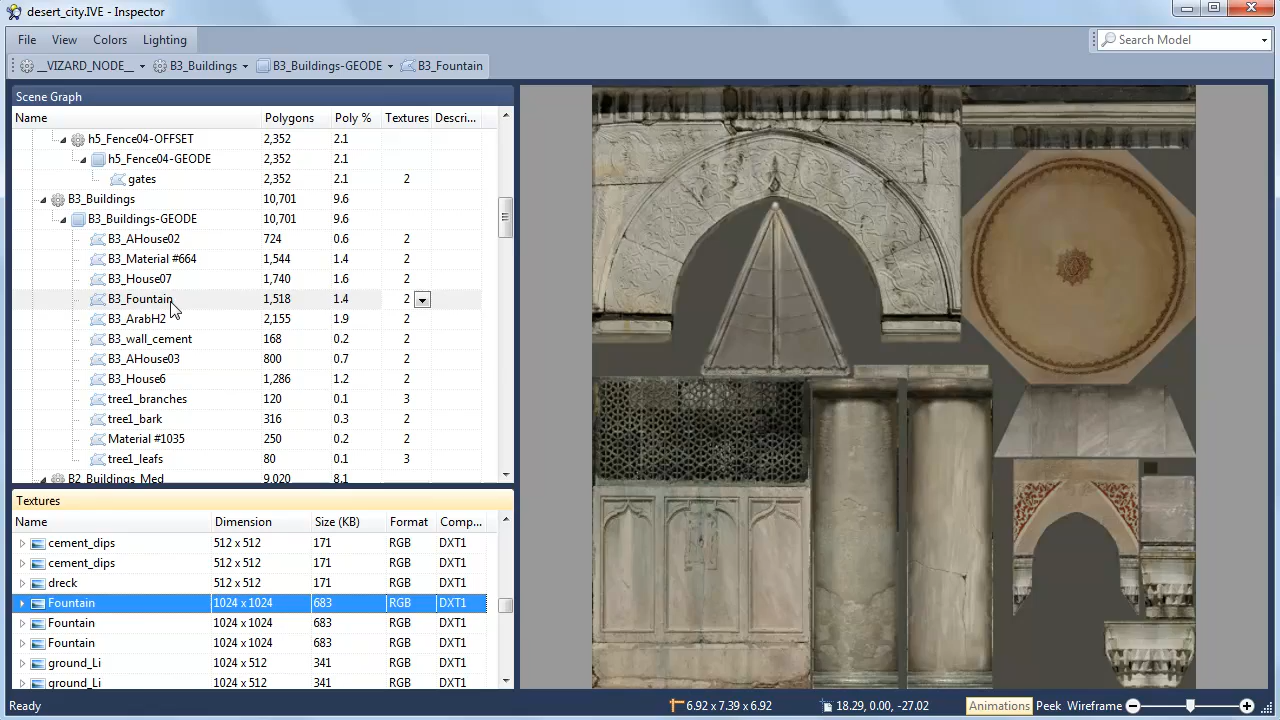 desert_city.IVE - Inspector
File View Colors Lighting Search Model
__VIZARD_NODE__ B3_Buildings B3_Buildings-GEODE B3_Fountain
Scene Graph
Name Polygons Poly % Textures Descri...
h5_Fence04-OFFSET 2,352 2.1
h5_Fence04-GEODE 2,352 2.1
gates 2,352 2.1 2
B3_Buildings 10,701 9.6
B3_Buildings-GEODE 10,701 9.6
B3_AHouse02 724 0.6 2
B3_Material #664 1,544 1.4 2
B3_House07 1,740 1.6 2
B3_Fountain 1,518 1.4 2
B3_ArabH2 2,155 1.9 2
B3_wall_cement 168 0.2 2
B3_AHouse03 800 0.7 2
B3_House6 1,286 1.2 2
tree1_branches 120 0.1 3
tree1_bark 316 0.3 2
Material #1035 250 0.2 2
tree1_leafs 80 0.1 3
B2_Buildings_Med 9,020 8.1
Textures
Name Dimension Size (KB) Format Comp...
cement_dips 512 x 512 171 RGB DXT1
cement_dips 512 x 512 171 RGB DXT1
dreck 512 x 512 171 RGB DXT1
Fountain 1024 x 1024 683 RGB DXT1
Fountain 1024 x 1024 683 RGB DXT1
Fountain 1024 x 1024 683 RGB DXT1
ground_Li 1024 x 512 341 RGB DXT1
ground_Li 1024 x 512 341 RGB DXT1
Ready 6.92 x 7.39 x 6.92 18.29, 0.00, -27.02 Animations Peek Wireframe